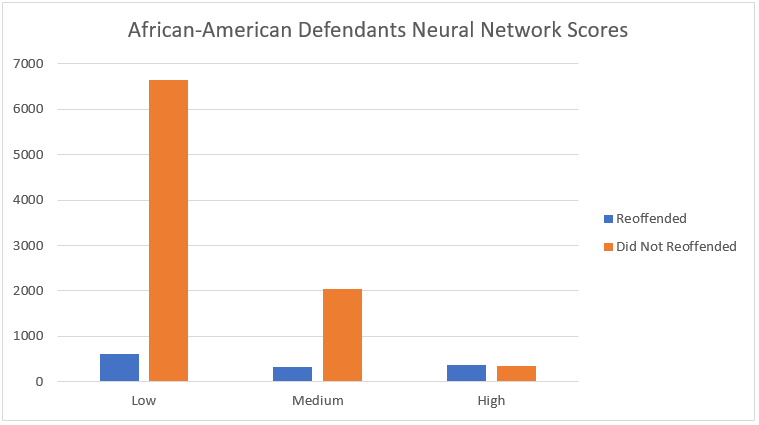 African-American Defendants Neural Network Scores
7000
6000
5000
4000
3000
2000
1000
0
Low Medium High
Reoffended
Did Not Reoffended